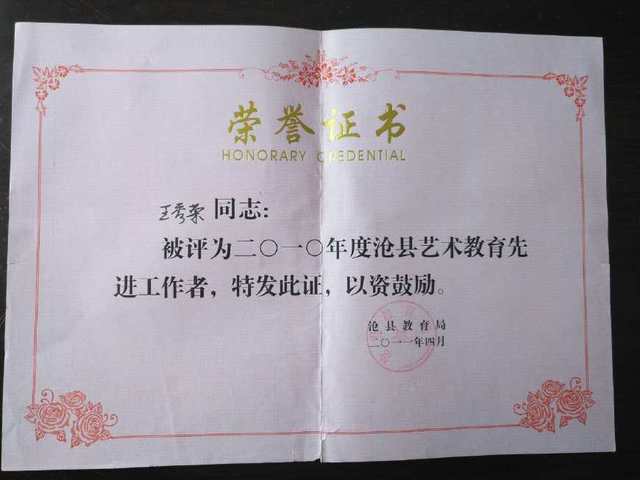 荣誉证书
HONORARY CREDENTIAL
王秀荣同志：
被评为二〇一〇年度沧县艺术教育先
进工作者，特发此证，以资鼓励。
沧县教育局
二〇一一年四月